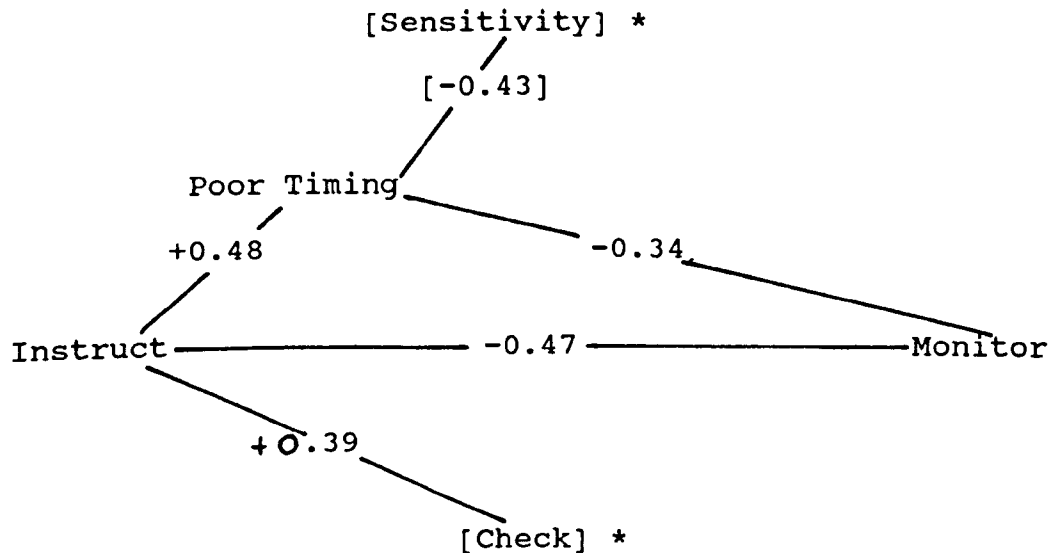 [Sensitivity] *
[-0.43]
Poor Timing
+0.48
-0.34
Instruct
-0.47
Monitor
+0.39
[Check] *